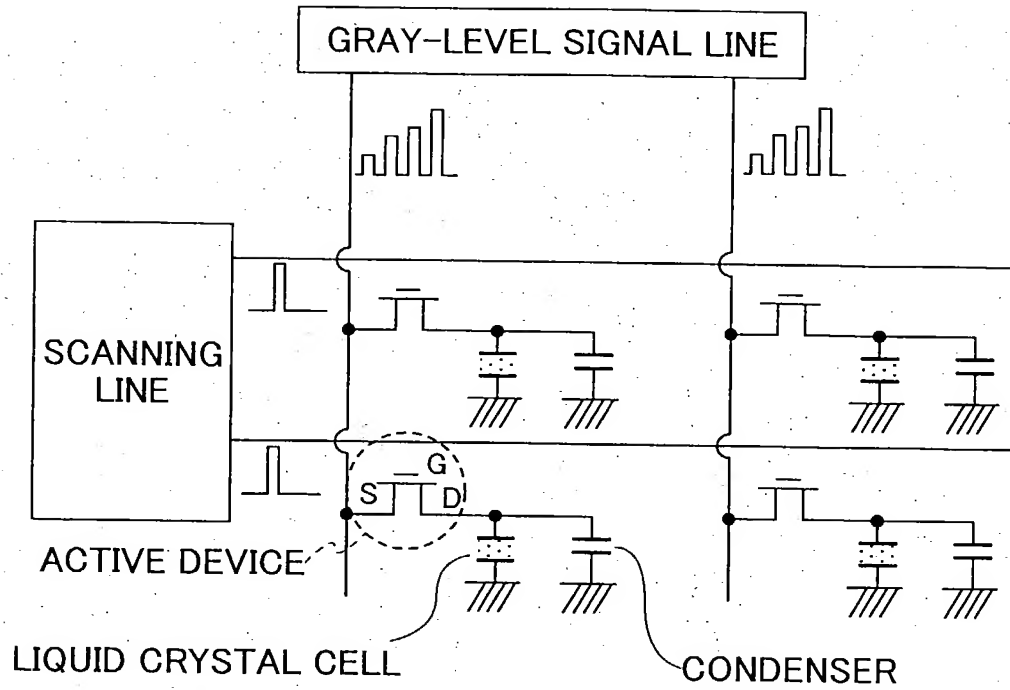 GRAY-LEVEL SIGNAL LINE
SCANNING
LINE
G
S
D
ACTIVE DEVICE
LIQUID CRYSTAL CELL
CONDENSER